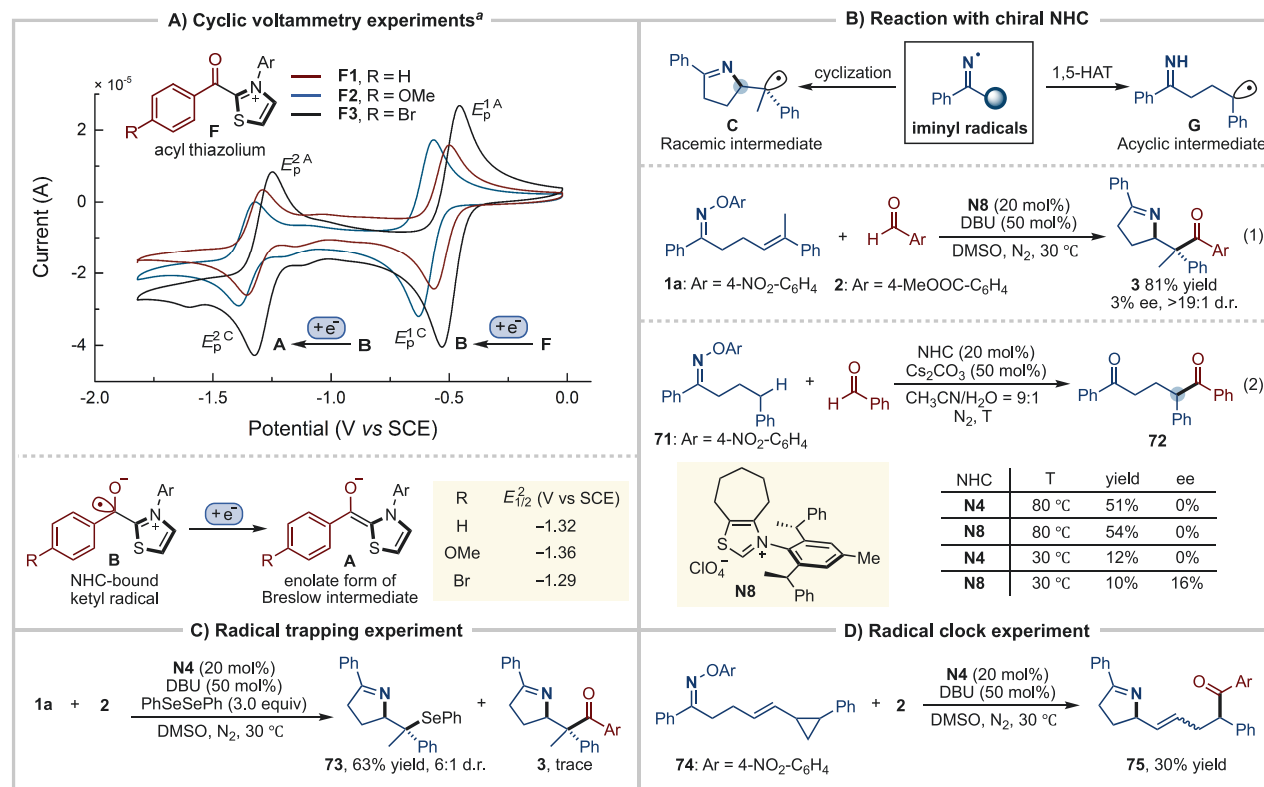 A) Cyclic voltammetry experiments^a
× 10⁻⁵
O
Ar
N
+
S
R
F
acyl thiazolium
F1, R = H
F2, R = OMe
F3, R = Br
E_p^{1 A}
E_p^{2 A}
E_p^{2 C}
E_p^{1 C}
+ e⁻
A
B
+ e⁻
B
F
2
0
-2
-4
Current (A)
-2.0
-1.5
-1.0
-0.5
0.0
Potential (V vs SCE)
O⁻
Ar
N
+
S
R
B
NHC-bound
ketyl radical
+ e⁻
O⁻
Ar
N
S
R
A
enolate form of
Breslow intermediate
R E²₁/₂ (V vs SCE)
H −1.32
OMe −1.36
Br −1.29
B) Reaction with chiral NHC
Ph
N
Ph
C
Racemic intermediate
cyclization
N•
Ph
iminyl radicals
1,5-HAT
NH
Ph
Ph
G
Acyclic intermediate
OAr
N
Ph
Ph
1a: Ar = 4-NO₂-C₆H₄
+
O
H
Ar
2: Ar = 4-MeOOC-C₆H₄
N8 (20 mol%)
DBU (50 mol%)
DMSO, N₂, 30 ℃
Ph
N
O
Ar
Ph
(1)
3 81% yield
3% ee, >19:1 d.r.
OAr
N
H
Ph
Ph
71: Ar = 4-NO₂-C₆H₄
+
O
H
Ph
NHC (20 mol%)
Cs₂CO₃ (50 mol%)
CH₃CN/H₂O = 9:1
N₂, T
O
O
Ph
Ph
Ph
(2)
72
Ph
S
N
+
Me
ClO₄⁻
Ph
N8
NHC T yield ee
N4 80 ℃ 51% 0%
N8 80 ℃ 54% 0%
N4 30 ℃ 12% 0%
N8 30 ℃ 10% 16%
C) Radical trapping experiment
1a + 2
N4 (20 mol%)
DBU (50 mol%)
PhSeSePh (3.0 equiv)
DMSO, N₂, 30 ℃
Ph
N
SePh
Ph
73, 63% yield, 6:1 d.r.
+
Ph
N
O
Ar
Ph
3, trace
D) Radical clock experiment
OAr
N
Ph
Ph
74: Ar = 4-NO₂-C₆H₄
+ 2
N4 (20 mol%)
DBU (50 mol%)
DMSO, N₂, 30 ℃
Ph
N
O
Ar
Ph
75, 30% yield